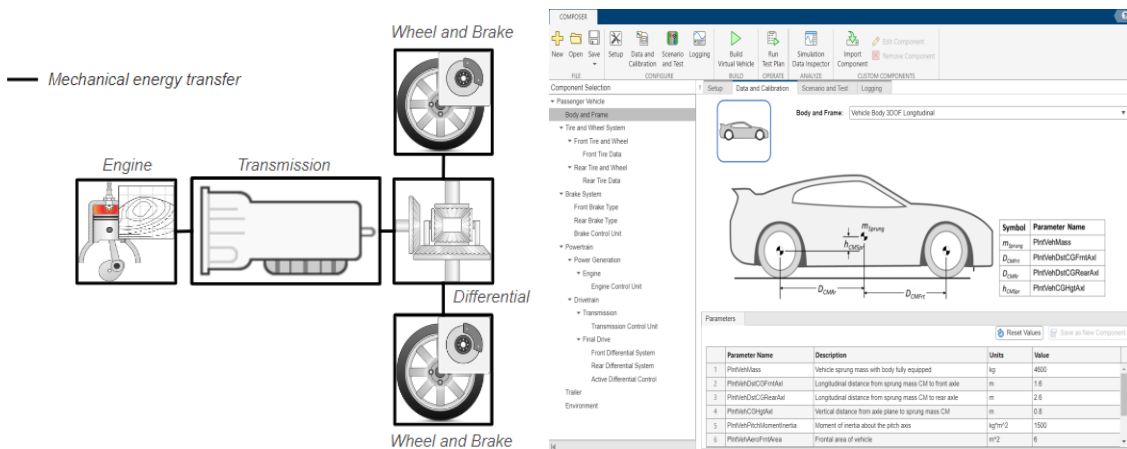 Wheel and Brake
Mechanical energy transfer
Engine
Transmission
Differential
Wheel and Brake
COMPOSER
New
Open
Save
Setup
Data and Calibration
Scenario and Test
Logging
Build Virtual Vehicle
Run Test Plan
Simulation Data Inspector
Import Component
Edit Component
Remove Component
FILE
CONFIGURE
BUILD
OPERATE
ANALYZE
CUSTOM COMPONENTS
Component Selection
Passenger Vehicle
Body and Frame
Tire and Wheel System
Front Tire and Wheel
Front Tire Data
Rear Tire and Wheel
Rear Tire Data
Brake System
Front Brake Type
Rear Brake Type
Brake Control Unit
Powertrain
Power Generation
Engine
Engine Control Unit
Drivetrain
Transmission
Transmission Control Unit
Final Drive
Front Differential System
Rear Differential System
Active Differential Control
Trailer
Environment
Setup
Data and Calibration
Scenario and Test
Logging
Body and Frame: Vehicle Body 3DOF Longitudinal
mSprung
hCMSpr
DCMRr
DCMFrt
Symbol Parameter Name
mSprung PlntVehMass
DCMFrt PlntVehDstCGFrntAxl
DCMRr PlntVehDstCGRearAxl
hCMSpr PlntVehCGHgtAxl
Parameters
Reset Values
Save as New Component
Parameter Name Description Units Value
1 PlntVehMass Vehicle sprung mass with body fully equipped kg 4600
2 PlntVehDstCGFrntAxl Longitudinal distance from sprung mass CM to front axle m 1.6
3 PlntVehDstCGRearAxl Longitudinal distance from sprung mass CM to rear axle m 2.6
4 PlntVehCGHgtAxl Vertical distance from axle plane to sprung mass CM m 0.8
5 PlntVehPitchMomentInertia Moment of inertia about the pitch axis kg*m^2 1500
6 PlntVehAeroFrntArea Frontal area of vehicle m^2 6